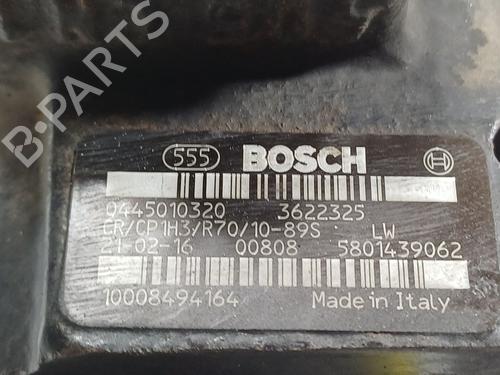 B-PARTS
555 BOSCH
0445010320 3622325
CR/CP1H3/R70/10-89S LW
21-02-16 00808 5801439062
10008494164 Made in Italy